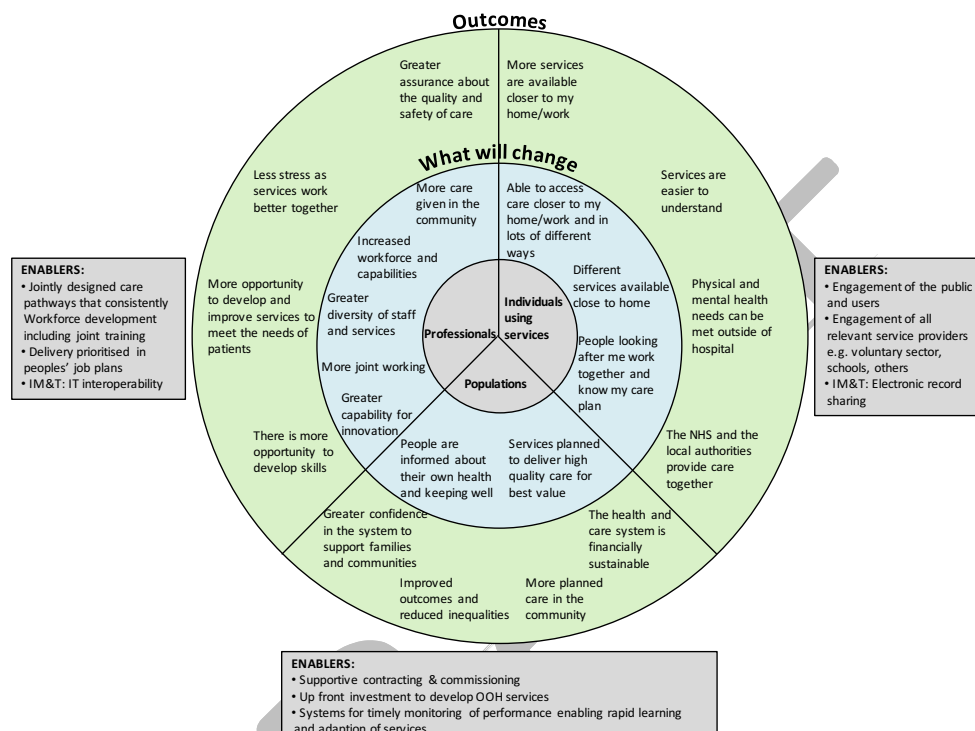 Outcomes
Greater
assurance about
the quality and
safety of care
More services
are available
closer to my
home/work
Less stress as
services work
better together
Services are
easier to
understand
More opportunity
to develop and
improve services to
meet the needs of
patients
Physical and
mental health
needs can be
met outside of
hospital
There is more
opportunity to
develop skills
The NHS and the
local authorities
provide care
together
Greater confidence
in the system to
support families
and communities
The health and
care system is
financially
sustainable
Improved
outcomes and
reduced inequalities
More planned
care in the
community
What will change
More care
given in the
community
Able to access
care closer to my
home/work and in
lots of different
ways
Increased
workforce and
capabilities
Different
services available
close to home
Greater
diversity of staff
and services
More joint working
People looking
after me work
together and
know my care
plan
Greater
capability for
innovation
People are
informed about
their own health
and keeping well
Services planned
to deliver high
quality care for
best value
Professionals
Individuals
using
services
Populations
ENABLERS:
• Jointly designed care
pathways that consistently
Workforce development
including joint training
• Delivery prioritised in
peoples’ job plans
• IM&T: IT interoperability
ENABLERS:
• Engagement of the public
and users
• Engagement of all
relevant service providers
e.g. voluntary sector,
schools, others
• IM&T: Electronic record
sharing
ENABLERS:
• Supportive contracting & commissioning
• Up front investment to develop OOH services
• Systems for timely monitoring of performance enabling rapid learning
and adaption of services